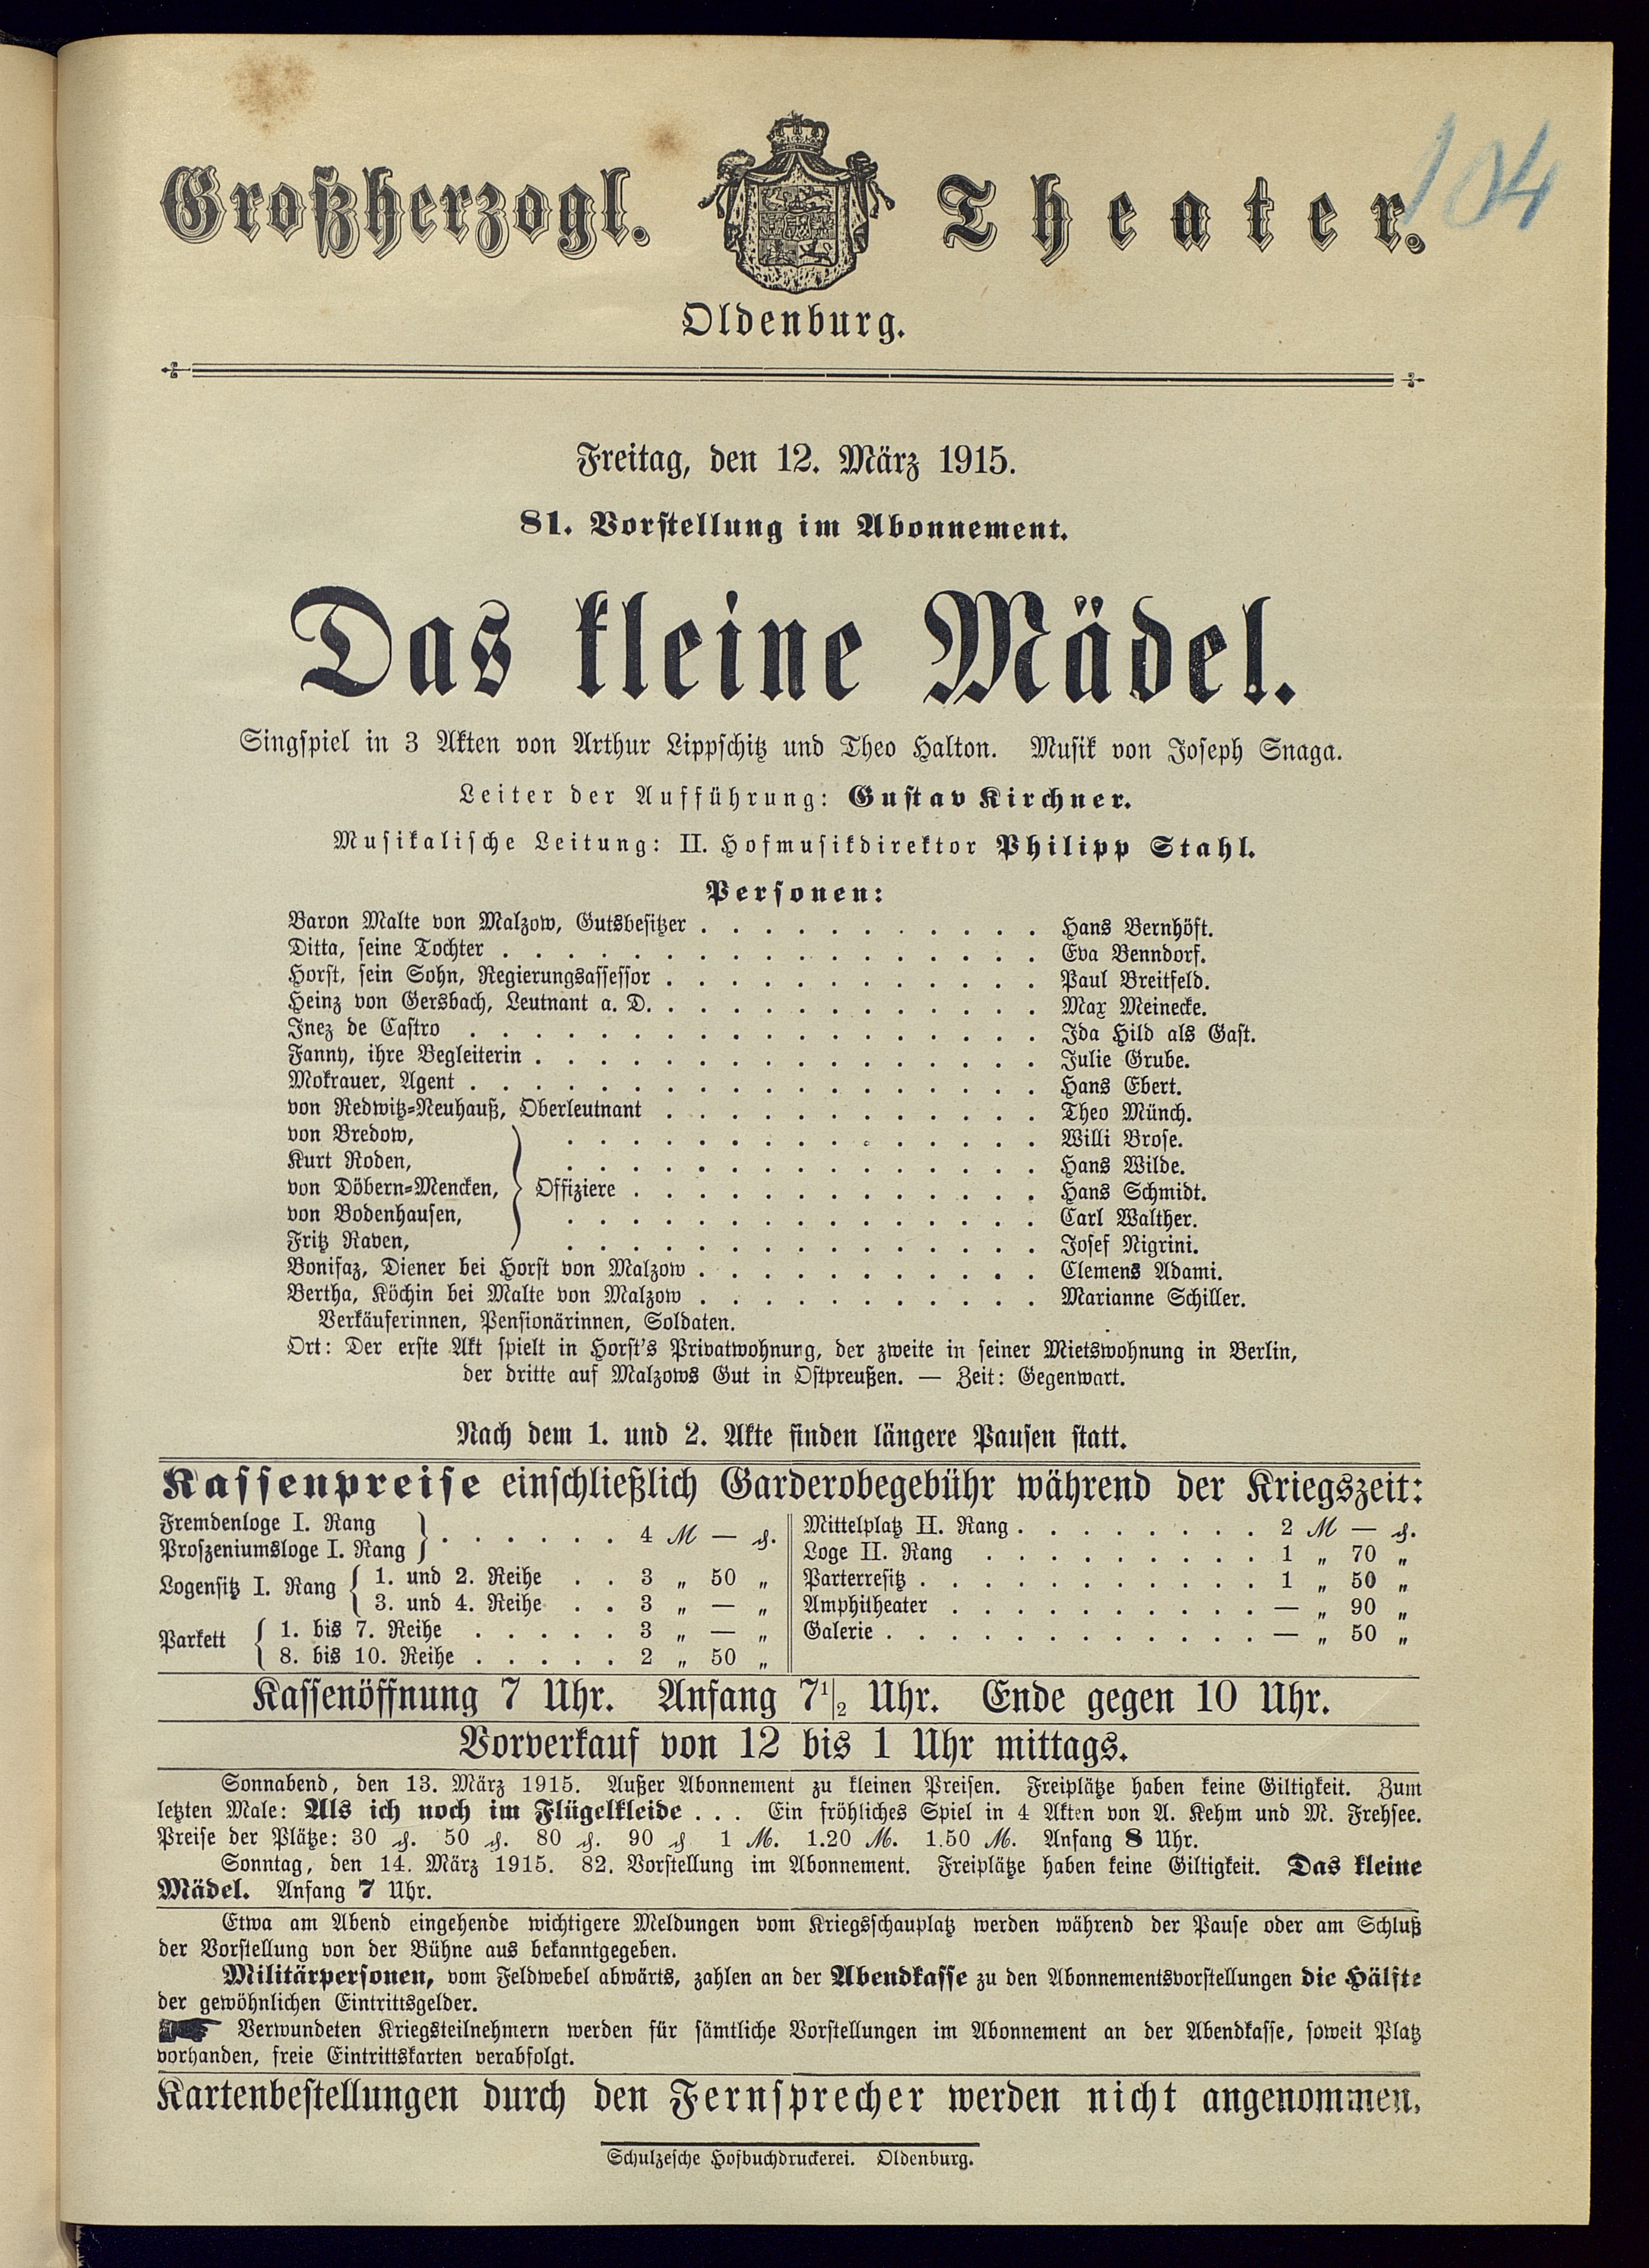 Großherzogl. Theater.
104
Oldenburg.
Freitag, den 12. März 1915.
81. Vorstellung im Abonnement.
Das kleine Mädel.
Singspiel in 3 Akten von Arthur Lippschitz und Theo Halton. Musik von Joseph Snaga.
Leiter der Aufführung: Gustav Kirchner.
Musikalische Leitung: II. Hofmusikdirektor Philipp Stahl.
Personen:
Baron Malte von Malzow, Gutsbesitzer . . . . . . . . . . . Hans Bernhöft.
Ditta, seine Tochter . . . . . . . . . . . . . . . . . Eva Benndorf.
Horst, sein Sohn, Regierungsassessor . . . . . . . . . . . . Paul Breitfeld.
Heinz von Gersbach, Leutnant a. D. . . . . . . . . . . . . Max Meinecke.
Inez de Castro . . . . . . . . . . . . . . . . . . Ida Hild als Gast.
Fanny, ihre Begleiterin . . . . . . . . . . . . . . . . Julie Grube.
Mokrauer, Agent . . . . . . . . . . . . . . . . . . Hans Ebert.
von Redwitz-Neuhauß, Oberleutnant . . . . . . . . . . . . Theo Münch.
von Bredow, . . . . . . . . . . . . . . . Willi Brose.
Kurt Roden, . . . . . . . . . . . . . . . Hans Wilde.
von Döbern-Mencken, } Offiziere . . . . . . . . . . . . . Hans Schmidt.
von Bodenhausen, . . . . . . . . . . . . . . . Carl Walther.
Fritz Raven, . . . . . . . . . . . . . . . Josef Nigrini.
Bonifaz, Diener bei Horst von Malzow . . . . . . . . . . . Clemens Adami.
Bertha, Köchin bei Malte von Malzow . . . . . . . . . . . Marianne Schiller.
Verkäuferinnen, Pensionärinnen, Soldaten.
Ort: Der erste Akt spielt in Horst's Privatwohnung, der zweite in seiner Mietswohnung in Berlin,
der dritte auf Malzows Gut in Ostpreußen. — Zeit: Gegenwart.
Nach dem 1. und 2. Akte finden längere Pausen statt.
Kassenpreise einschließlich Garderobegebühr während der Kriegszeit:
Fremdenloge I. Rang
Proszeniumsloge I. Rang } . . . . . . 4 ℳ — ₰.
Logensitz I. Rang { 1. und 2. Reihe . . 3 „ 50 „
3. und 4. Reihe . . 3 „ — „
Parkett { 1. bis 7. Reihe . . . . . 3 „ — „
8. bis 10. Reihe . . . . . 2 „ 50 „
Mittelplatz II. Rang . . . . . . . . 2 ℳ — ₰.
Loge II. Rang . . . . . . . . . 1 „ 70 „
Parterresitz . . . . . . . . . . . 1 „ 50 „
Amphitheater . . . . . . . . . . — „ 90 „
Galerie . . . . . . . . . . . . — „ 50 „
Kassenöffnung 7 Uhr. Anfang 7 1/2 Uhr. Ende gegen 10 Uhr.
Vorverkauf von 12 bis 1 Uhr mittags.
Sonnabend, den 13. März 1915. Außer Abonnement zu kleinen Preisen. Freiplätze haben keine Giltigkeit. Zum
letzten Male: Als ich noch im Flügelkleide . . . Ein fröhliches Spiel in 4 Akten von A. Kehm und M. Frehsee.
Preise der Plätze: 30 ₰. 50 ₰. 80 ₰. 90 ₰ 1 ℳ. 1.20 ℳ. 1.50 ℳ. Anfang 8 Uhr.
Sonntag, den 14. März 1915. 82. Vorstellung im Abonnement. Freiplätze haben keine Giltigkeit. Das kleine
Mädel. Anfang 7 Uhr.
Etwa am Abend eingehende wichtigere Meldungen vom Kriegsschauplatz werden während der Pause oder am Schluß
der Vorstellung von der Bühne aus bekanntgegeben.
Militärpersonen, vom Feldwebel abwärts, zahlen an der Abendkasse zu den Abonnementsvorstellungen die Hälfte
der gewöhnlichen Eintrittsgelder.
Verwundeten Kriegsteilnehmern werden für sämtliche Vorstellungen im Abonnement an der Abendkasse, soweit Platz
vorhanden, freie Eintrittskarten verabfolgt.
Kartenbestellungen durch den Fernsprecher werden nicht angenommen.
Schulzesche Hofbuchdruckerei. Oldenburg.